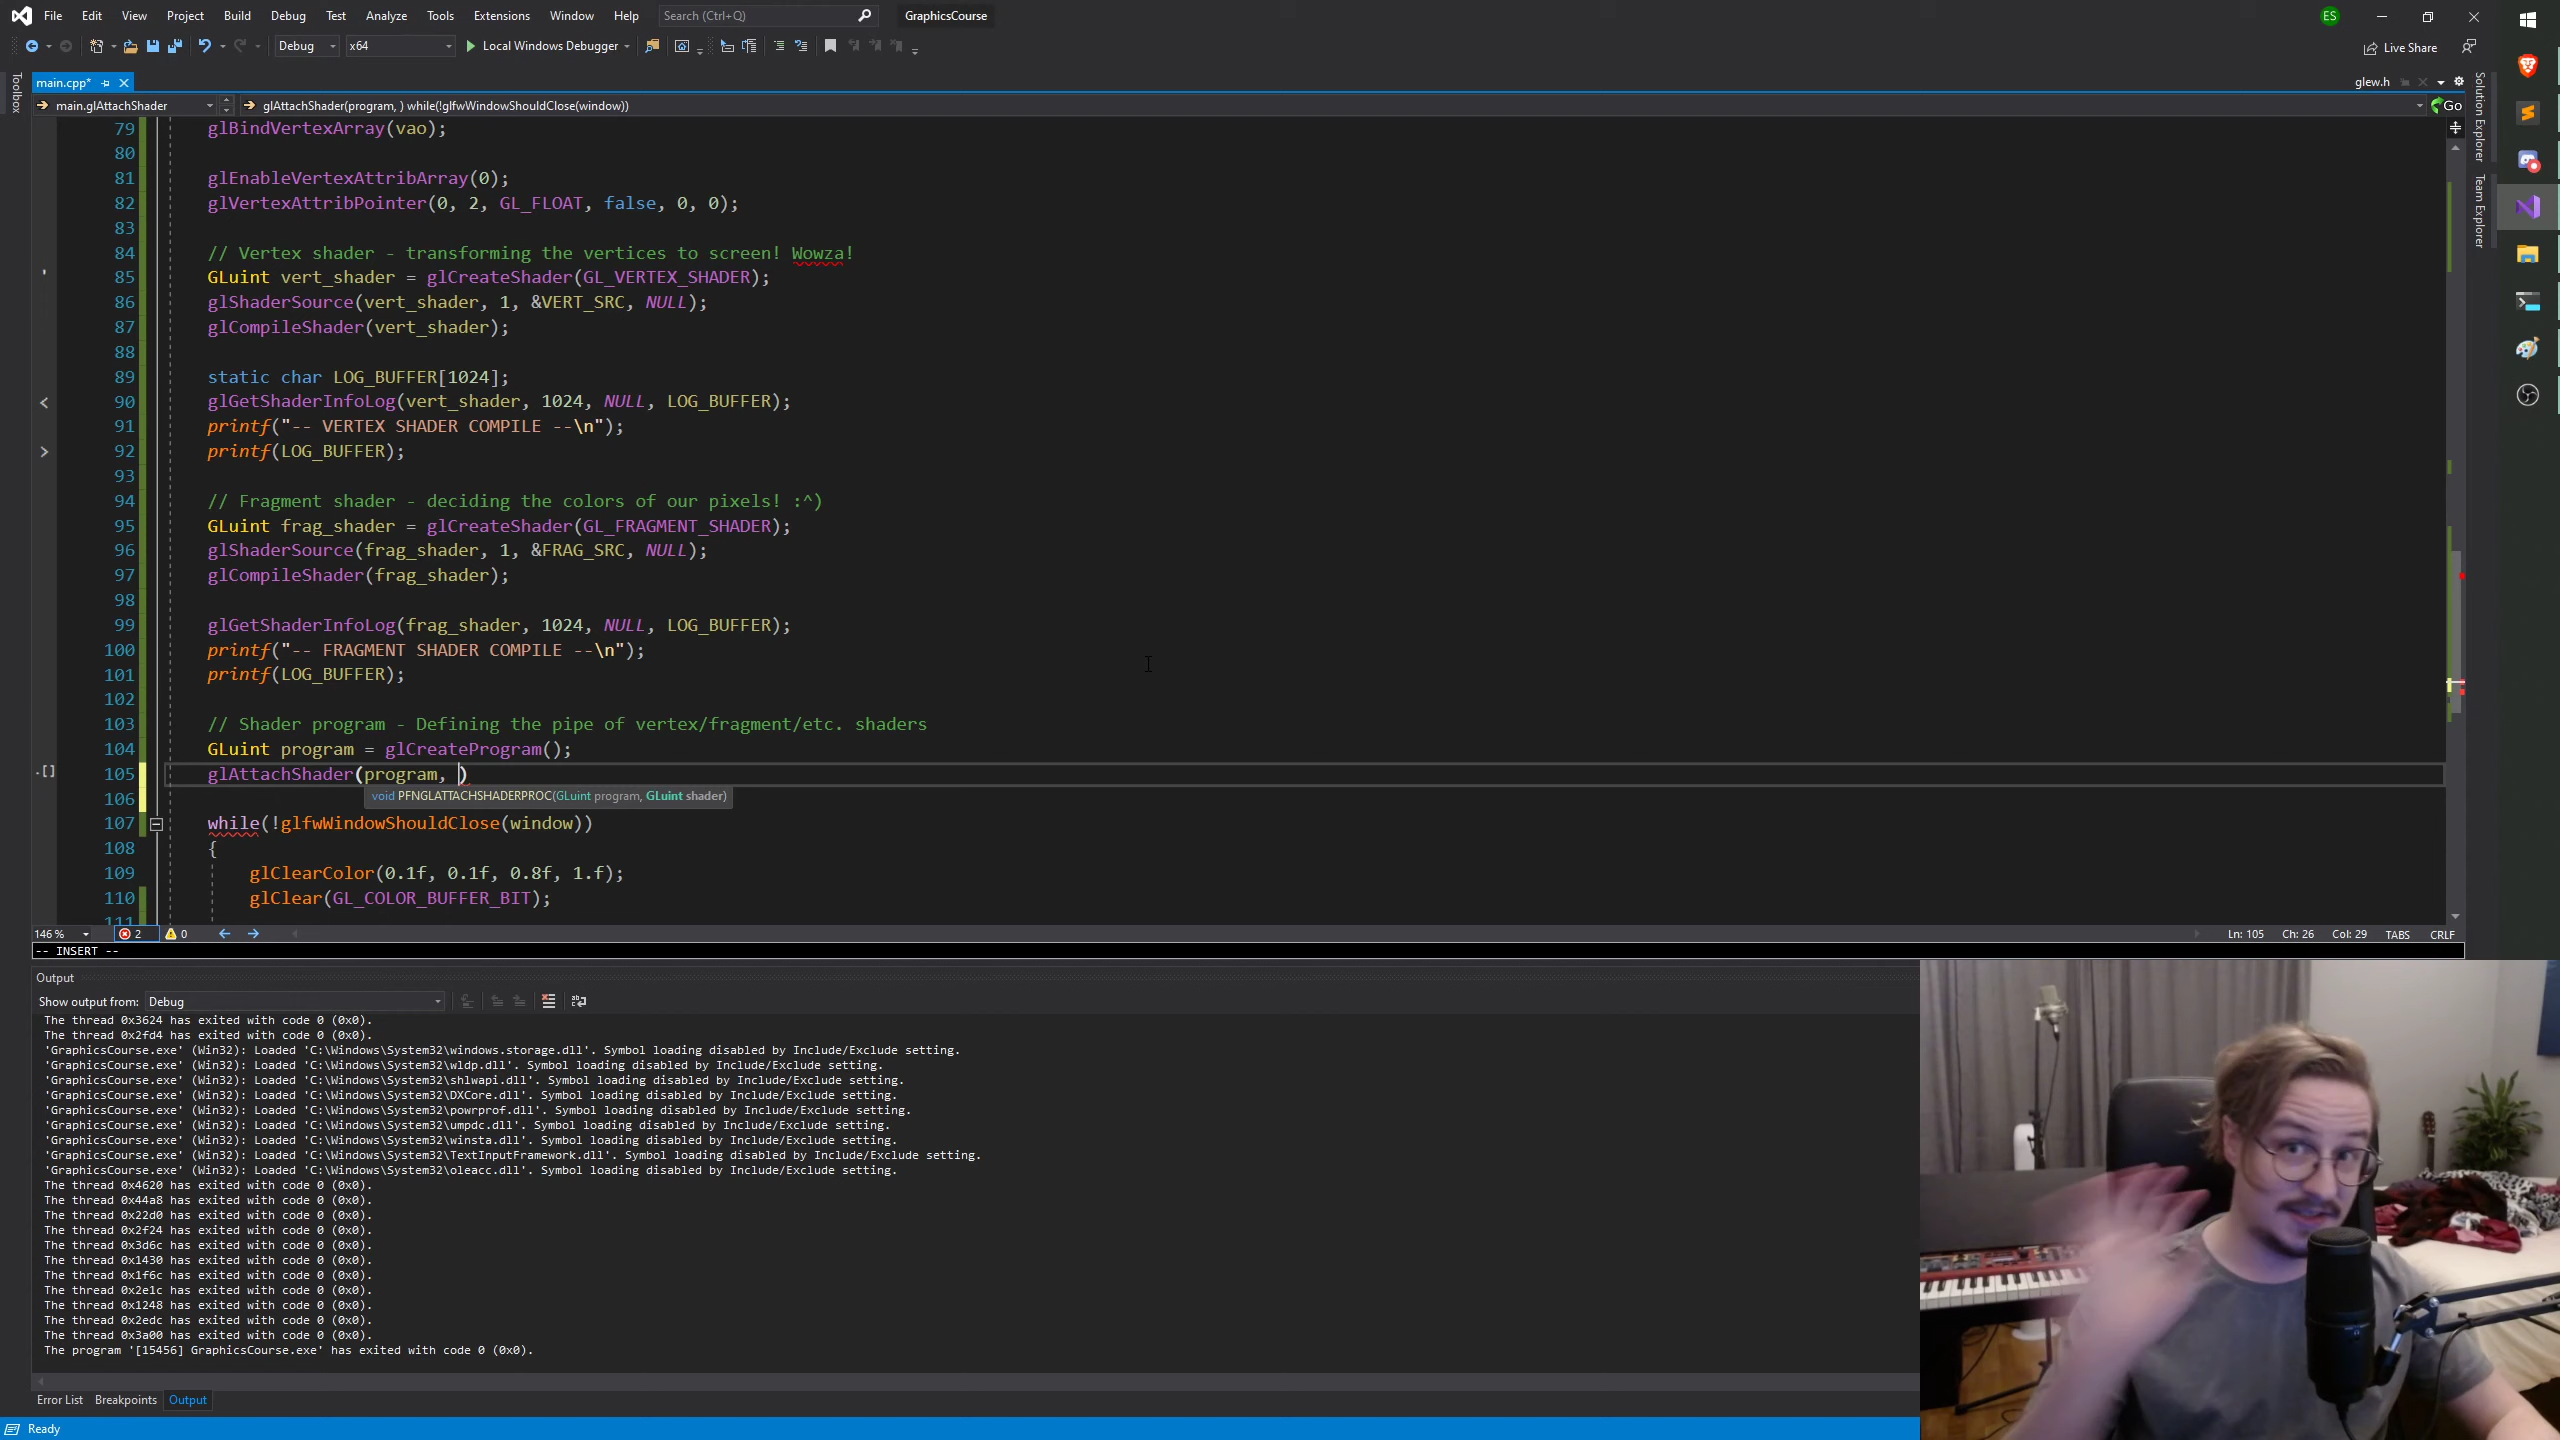 File Edit View Project Build Debug Test Analyze Tools Extensions Window Help Search (Ctrl+Q) GraphicsCourse ES
Debug x64 Local Windows Debugger Live Share
main.cpp* glew.h
main.glAttachShader glAttachShader(program, ) while(!glfwWindowShouldClose(window)) Go
Toolbox
Solution Explorer
Team Explorer
79 glBindVertexArray(vao);
80
81 glEnableVertexAttribArray(0);
82 glVertexAttribPointer(0, 2, GL_FLOAT, false, 0, 0);
83
84 // Vertex shader - transforming the vertices to screen! Wowza!
85 GLuint vert_shader = glCreateShader(GL_VERTEX_SHADER);
86 glShaderSource(vert_shader, 1, &VERT_SRC, NULL);
87 glCompileShader(vert_shader);
88
89 static char LOG_BUFFER[1024];
90 glGetShaderInfoLog(vert_shader, 1024, NULL, LOG_BUFFER);
91 printf("-- VERTEX SHADER COMPILE --\n");
92 printf(LOG_BUFFER);
93
94 // Fragment shader - deciding the colors of our pixels! :^)
95 GLuint frag_shader = glCreateShader(GL_FRAGMENT_SHADER);
96 glShaderSource(frag_shader, 1, &FRAG_SRC, NULL);
97 glCompileShader(frag_shader);
98
99 glGetShaderInfoLog(frag_shader, 1024, NULL, LOG_BUFFER);
100 printf("-- FRAGMENT SHADER COMPILE --\n");
101 printf(LOG_BUFFER);
102
103 // Shader program - Defining the pipe of vertex/fragment/etc. shaders
104 GLuint program = glCreateProgram();
105 glAttachShader(program, )
106 void PFNGLATTACHSHADERPROC(GLuint program, GLuint shader)
107 while(!glfwWindowShouldClose(window))
108 {
109 glClearColor(0.1f, 0.1f, 0.8f, 1.f);
110 glClear(GL_COLOR_BUFFER_BIT);
111
146 % 2 0 Ln: 105 Ch: 26 Col: 29 TABS CRLF
-- INSERT --
Output
Show output from: Debug
The thread 0x3624 has exited with code 0 (0x0).
The thread 0x2fd4 has exited with code 0 (0x0).
'GraphicsCourse.exe' (Win32): Loaded 'C:\Windows\System32\windows.storage.dll'. Symbol loading disabled by Include/Exclude setting.
'GraphicsCourse.exe' (Win32): Loaded 'C:\Windows\System32\wldp.dll'. Symbol loading disabled by Include/Exclude setting.
'GraphicsCourse.exe' (Win32): Loaded 'C:\Windows\System32\shlwapi.dll'. Symbol loading disabled by Include/Exclude setting.
'GraphicsCourse.exe' (Win32): Loaded 'C:\Windows\System32\DXCore.dll'. Symbol loading disabled by Include/Exclude setting.
'GraphicsCourse.exe' (Win32): Loaded 'C:\Windows\System32\powrprof.dll'. Symbol loading disabled by Include/Exclude setting.
'GraphicsCourse.exe' (Win32): Loaded 'C:\Windows\System32\umpdc.dll'. Symbol loading disabled by Include/Exclude setting.
'GraphicsCourse.exe' (Win32): Loaded 'C:\Windows\System32\winsta.dll'. Symbol loading disabled by Include/Exclude setting.
'GraphicsCourse.exe' (Win32): Loaded 'C:\Windows\System32\TextInputFramework.dll'. Symbol loading disabled by Include/Exclude setting.
'GraphicsCourse.exe' (Win32): Loaded 'C:\Windows\System32\oleacc.dll'. Symbol loading disabled by Include/Exclude setting.
The thread 0x4620 has exited with code 0 (0x0).
The thread 0x44a8 has exited with code 0 (0x0).
The thread 0x22d0 has exited with code 0 (0x0).
The thread 0x2f24 has exited with code 0 (0x0).
The thread 0x3d6c has exited with code 0 (0x0).
The thread 0x1430 has exited with code 0 (0x0).
The thread 0x1f6c has exited with code 0 (0x0).
The thread 0x2e1c has exited with code 0 (0x0).
The thread 0x1248 has exited with code 0 (0x0).
The thread 0x2edc has exited with code 0 (0x0).
The thread 0x3a00 has exited with code 0 (0x0).
The program '[15456] GraphicsCourse.exe' has exited with code 0 (0x0).
Error List Breakpoints Output
Ready